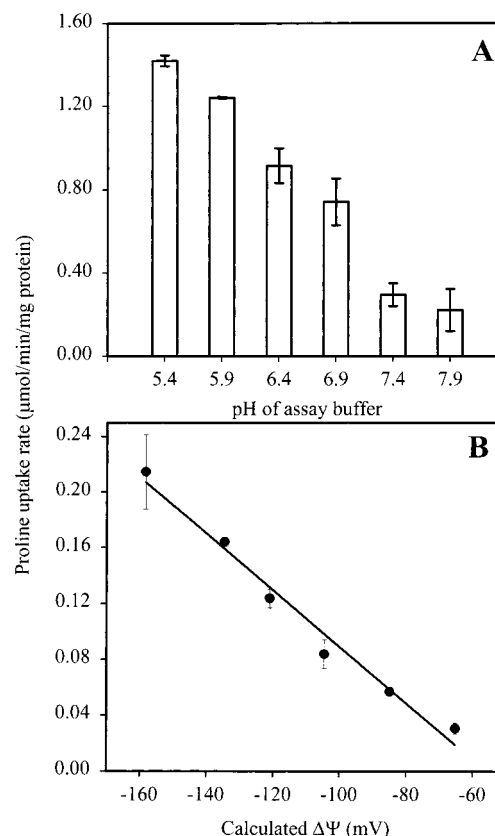 A
1.60
1.20
0.80
0.40
0.00
5.4 5.9 6.4 6.9 7.4 7.9
pH of assay buffer
Proline uptake rate (μmol/min/mg protein)
B
0.24
0.20
0.16
0.12
0.08
0.04
0.00
-160 -140 -120 -100 -80 -60
Calculated ΔΨ (mV)